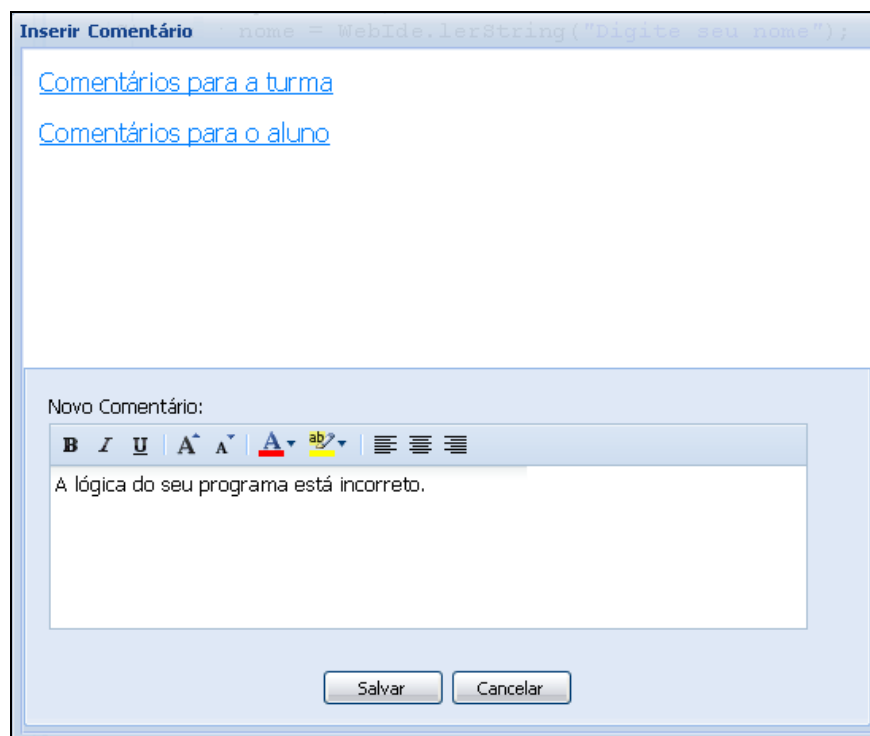 Inserir Comentário nome = WebIde.lerString("Digite seu nome");
Comentários para a turma
Comentários para o aluno
Novo Comentário:
B I U A A A ab
A lógica do seu programa está incorreto.
Salvar Cancelar